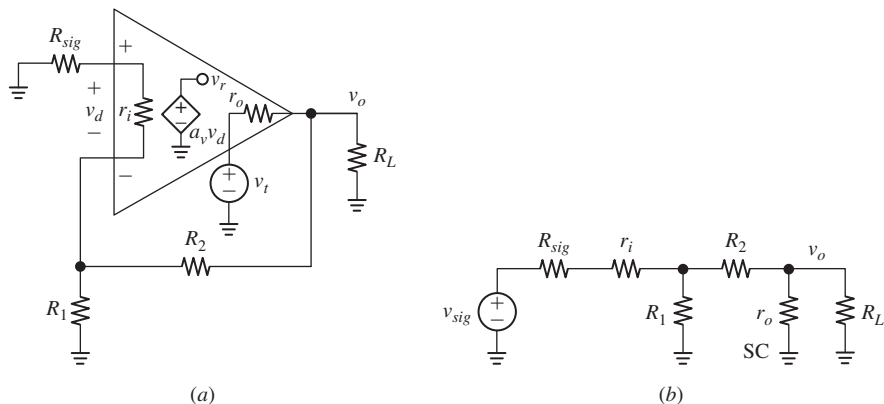 R_sig
+
+
v_d
−
r_i
−
+
−
v_r
a_v v_d
r_o
v_o
R_L
+
−
v_t
R_2
R_1
(a)
R_sig
r_i
R_2
v_o
v_sig
+
−
R_1
r_o
R_L
SC
(b)